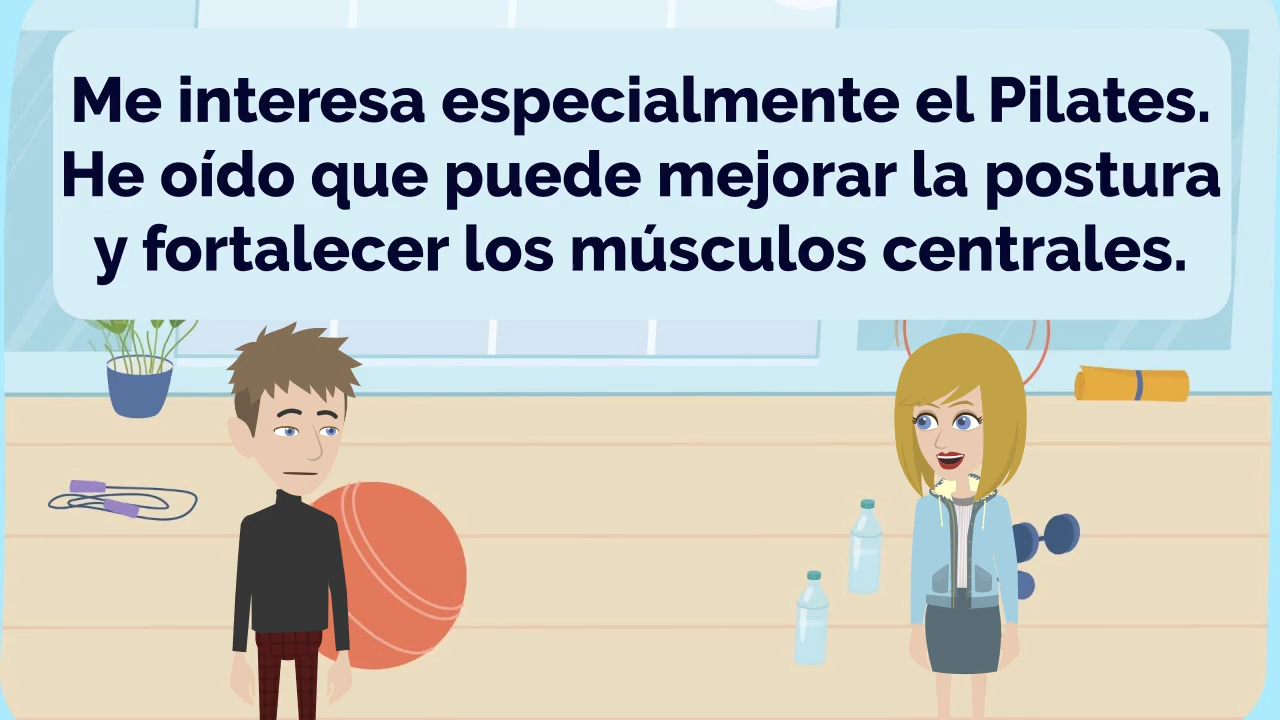 Me interesa especialmente el Pilates.
He oído que puede mejorar la postura
y fortalecer los músculos centrales.